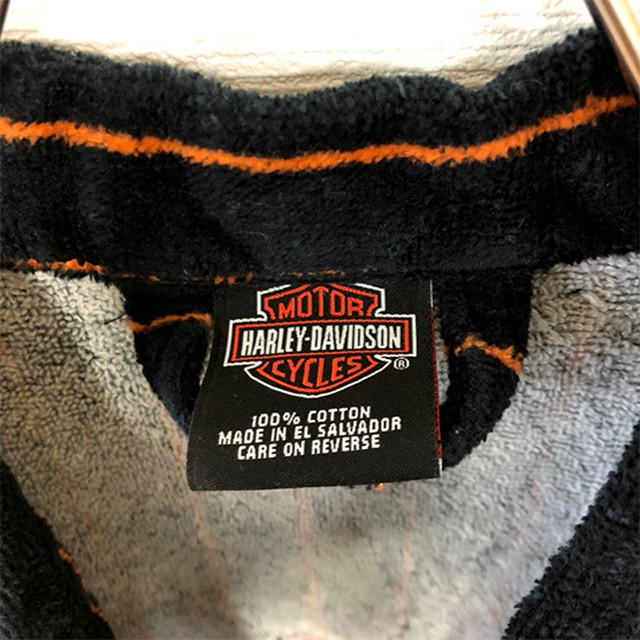 MOTOR
HARLEY-DAVIDSON
CYCLES ®
100% COTTON
MADE IN EL SALVADOR
CARE ON REVERSE